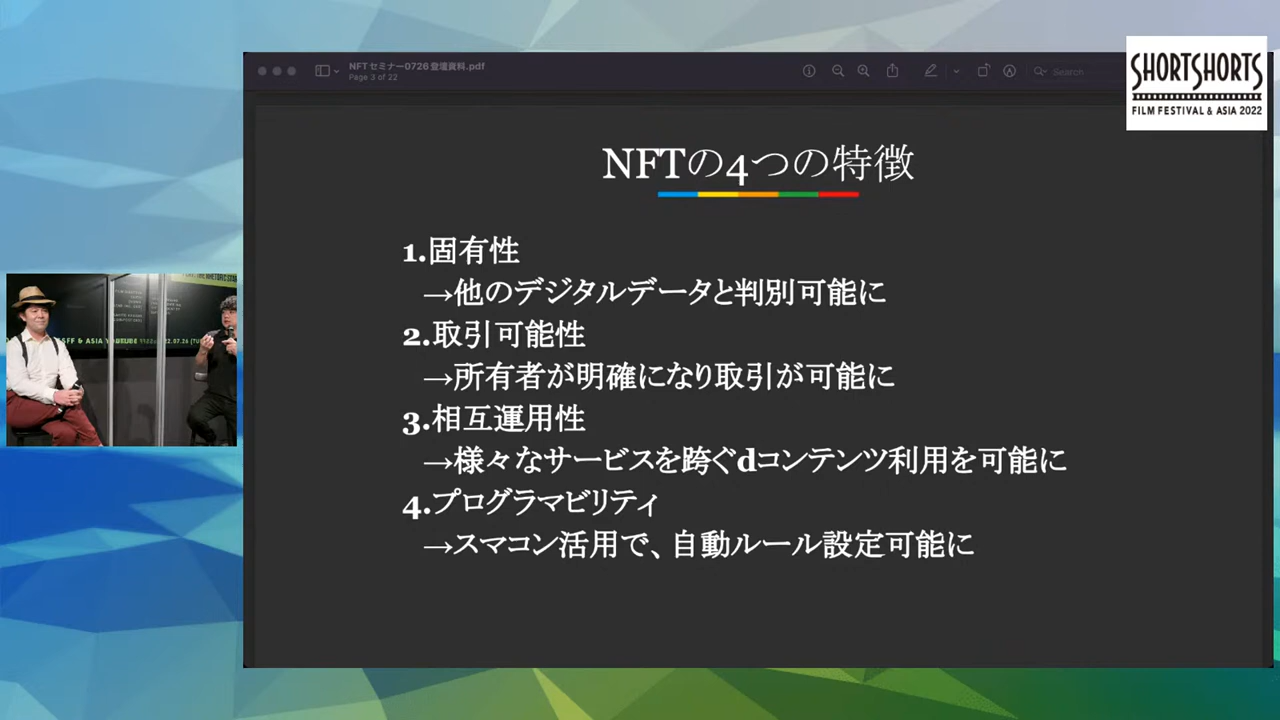 NFTセミナー0726登壇資料.pdf
Page 3 of 22
Search
SHORTSHORTS
FILM FESTIVAL & ASIA 2022
NFTの4つの特徴
1.固有性
→他のデジタルデータと判別可能に
2.取引可能性
→所有者が明確になり取引が可能に
3.相互運用性
→様々なサービスを跨ぐdコンテンツ利用を可能に
4.プログラマビリティ
→スマコン活用で、自動ルール設定可能に
SFF & ASIA YOUTUBE